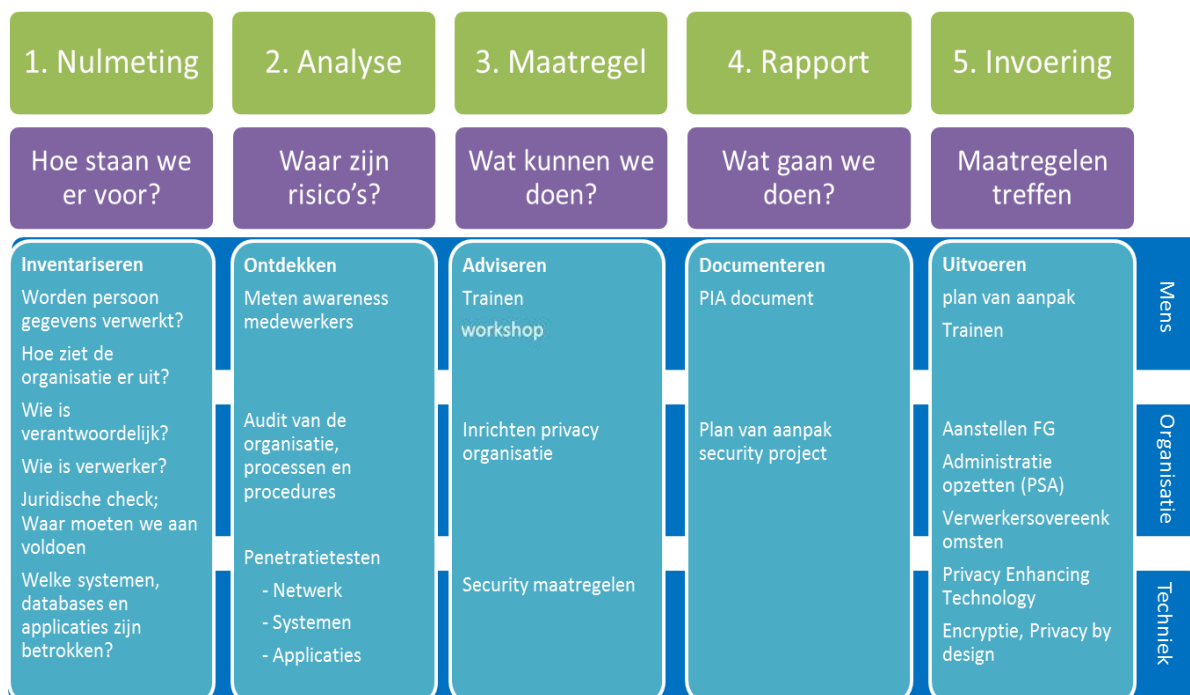 1. Nulmeting
2. Analyse
3. Maatregel
4. Rapport
5. Invoering
Hoe staan we
er voor?
Waar zijn
risico's?
Wat kunnen we
doen?
Wat gaan we
doen?
Maatregelen
treffen
Inventariseren
Worden persoon
gegevens verwerkt?
Hoe ziet de
organisatie er uit?
Wie is
verantwoordelijk?
Wie is verwerker?
Juridische check;
Waar moeten we aan
voldoen
Welke systemen,
databases en
applicaties zijn
betrokken?
Ontdekken
Meten awareness
medewerkers
Audit van de
organisatie,
processen en
procedures
Penetratietesten
- Netwerk
- Systemen
- Applicaties
Adviseren
Trainen
workshop
Inrichten privacy
organisatie
Security maatregelen
Documenteren
PIA document
Plan van aanpak
security project
Uitvoeren
plan van aanpak
Trainen
Aanstellen FG
Administratie
opzetten (PSA)
Verwerkersovereenk
omsten
Privacy Enhancing
Technology
Encryptie, Privacy by
design
Mens
Organisatie
Techniek